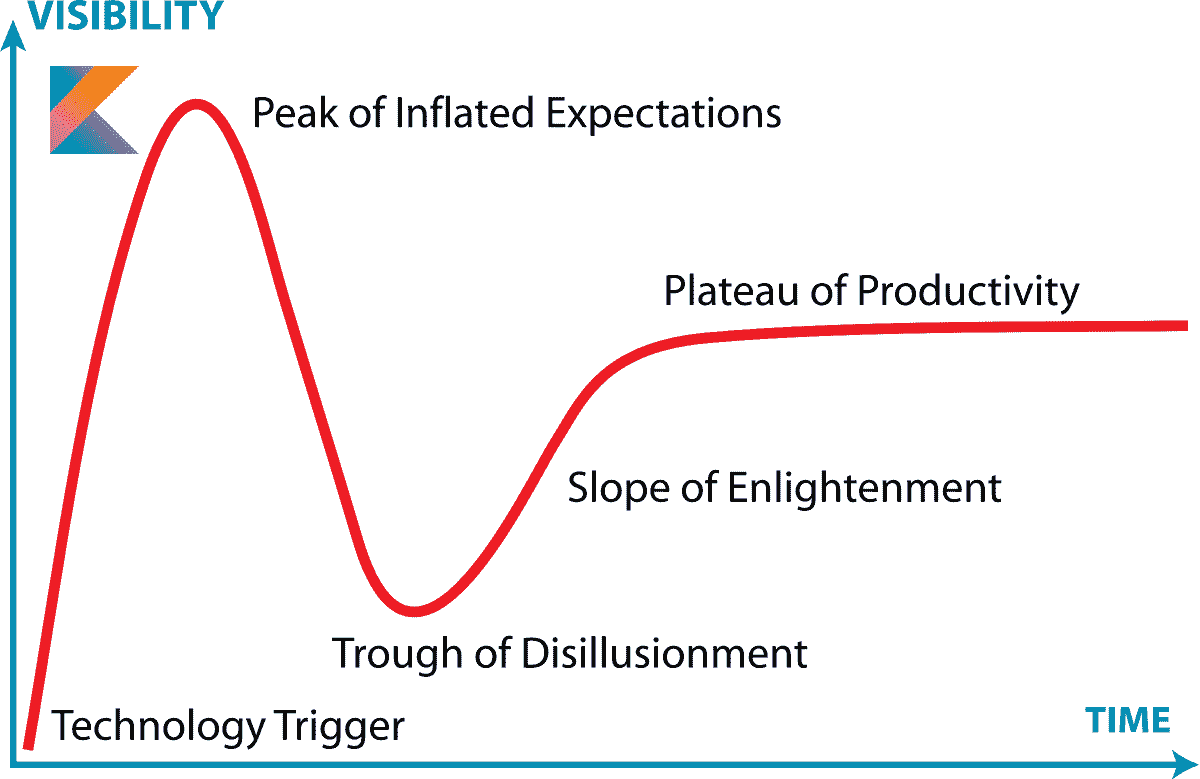 VISIBILITY
Peak of Inflated Expectations
Plateau of Productivity
Slope of Enlightenment
Trough of Disillusionment
Technology Trigger
TIME